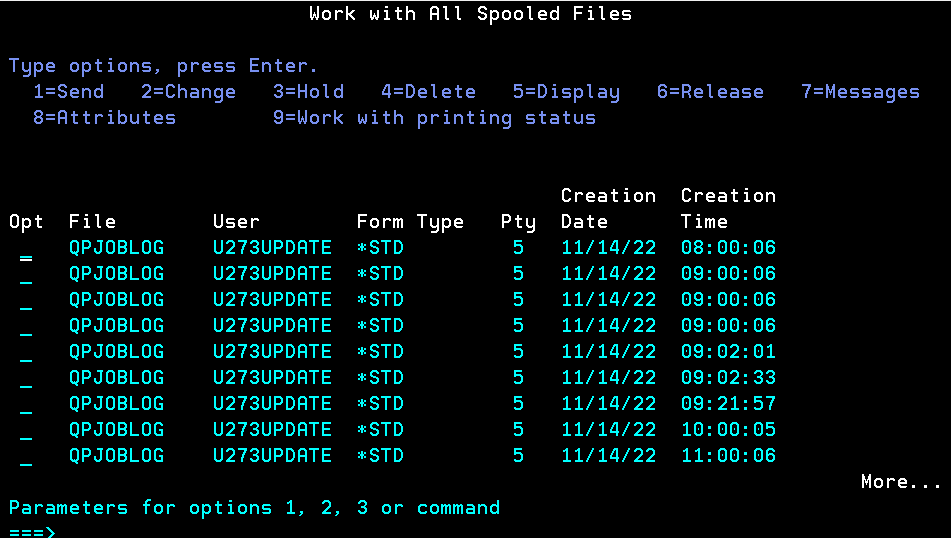 Work with All Spooled Files
Type options, press Enter.
1=Send 2=Change 3=Hold 4=Delete 5=Display 6=Release 7=Messages
8=Attributes 9=Work with printing status
Creation Creation
Opt File User Form Type Pty Date Time
_ QPJOBLOG U273UPDATE *STD 5 11/14/22 08:00:06
_ QPJOBLOG U273UPDATE *STD 5 11/14/22 09:00:06
_ QPJOBLOG U273UPDATE *STD 5 11/14/22 09:00:06
_ QPJOBLOG U273UPDATE *STD 5 11/14/22 09:00:06
_ QPJOBLOG U273UPDATE *STD 5 11/14/22 09:02:01
_ QPJOBLOG U273UPDATE *STD 5 11/14/22 09:02:33
_ QPJOBLOG U273UPDATE *STD 5 11/14/22 09:21:57
_ QPJOBLOG U273UPDATE *STD 5 11/14/22 10:00:05
_ QPJOBLOG U273UPDATE *STD 5 11/14/22 11:00:06
More...
Parameters for options 1, 2, 3 or command
===>